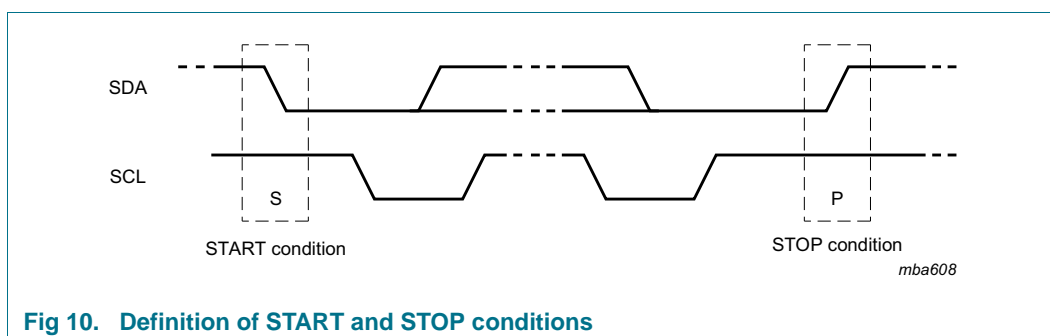 SDA
SCL
S
P
START condition
STOP condition
mba608
Fig 10. Definition of START and STOP conditions